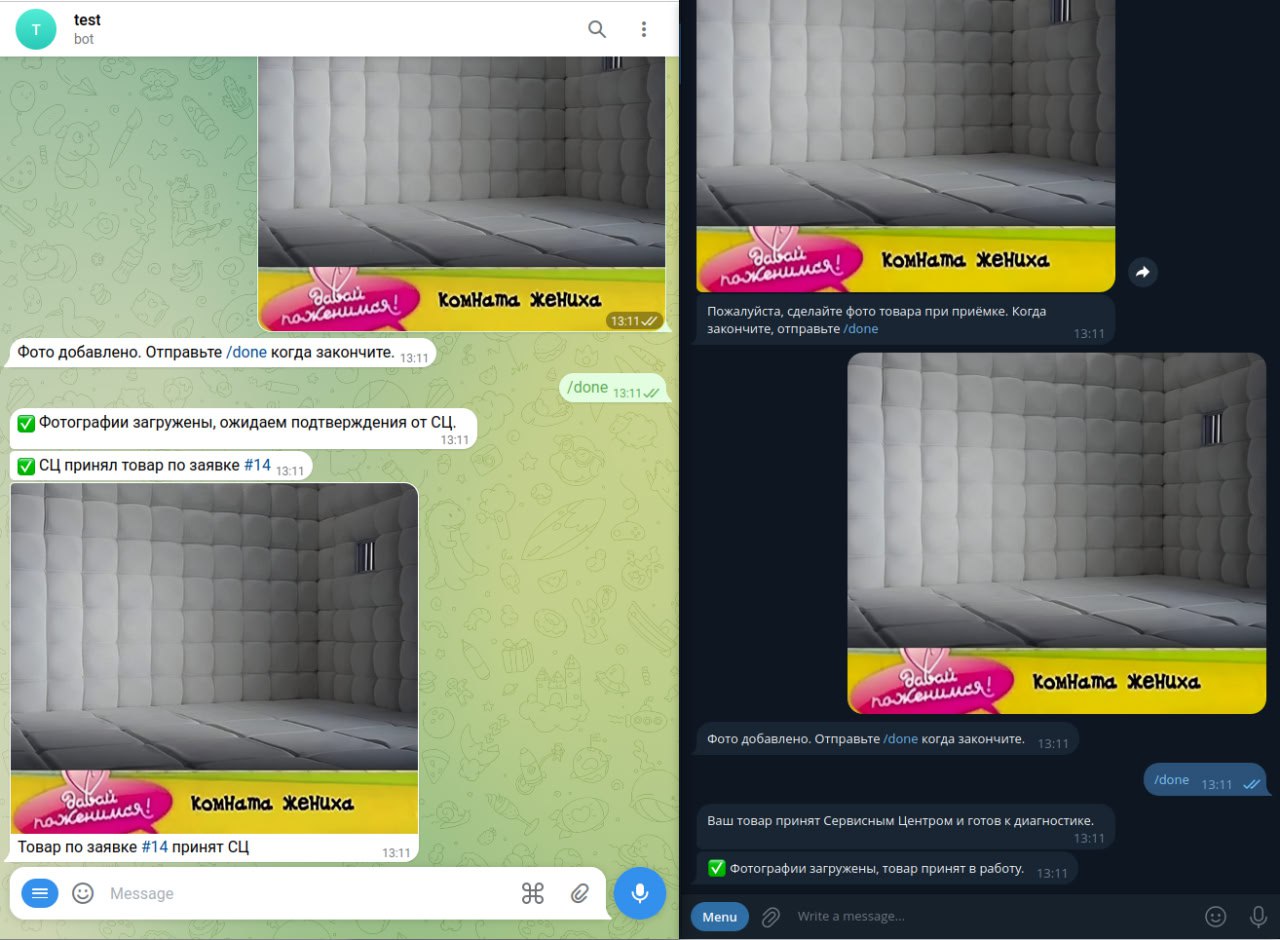 T
test
bot
давай
поженимся!
КОМНАТА ЖЕНИХА
13:11
Фото добавлено. Отправьте /done когда закончите. 13:11
/done 13:11
✅ Фотографии загружены, ожидаем подтверждения от СЦ.
13:11
✅ СЦ принял товар по заявке #14 13:11
давай
поженимся!
КОМНАТА ЖЕНИХА
Товар по заявке #14 принят СЦ
13:11
Message
давай
поженимся!
КОМНАТА ЖЕНИХА
Пожалуйста, сделайте фото товара при приёмке. Когда
закончите, отправьте /done
13:11
давай
поженимся!
КОМНАТА ЖЕНИХА
Фото добавлено. Отправьте /done когда закончите. 13:11
/done 13:11
Ваш товар принят Сервисным Центром и готов к диагностике.
13:11
✅ Фотографии загружены, товар принят в работу. 13:11
Menu
Write a message...